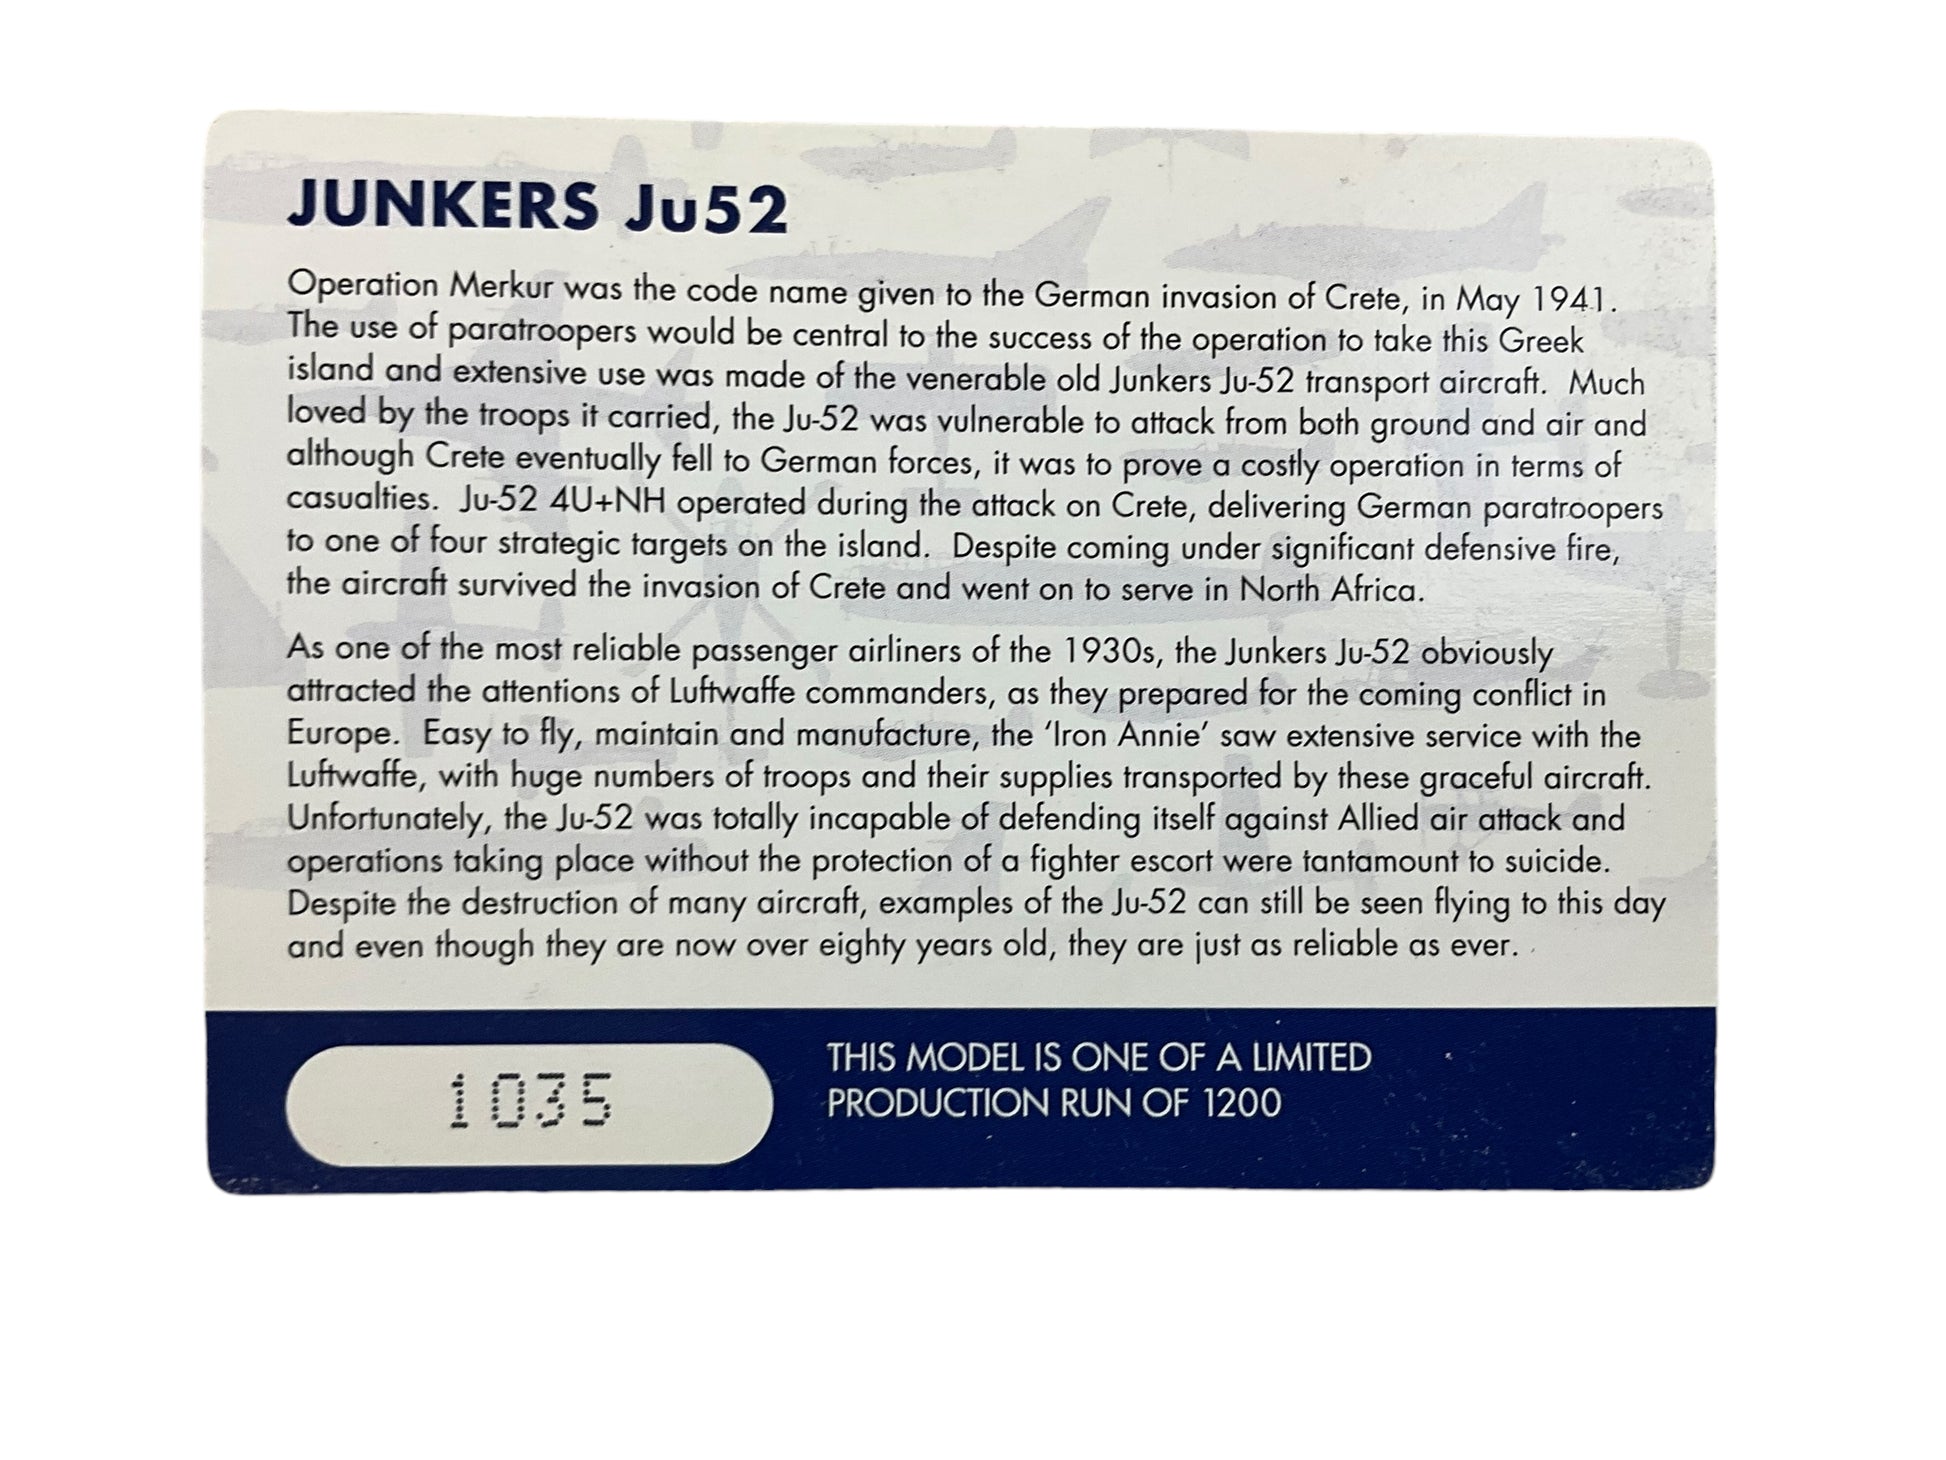 JUNKERS Ju52
Operation Merkur was the code name given to the German invasion of Crete, in May 1941.
The use of paratroopers would be central to the success of the operation to take this Greek
island and extensive use was made of the venerable old Junkers Ju-52 transport aircraft.  Much
loved by the troops it carried, the Ju-52 was vulnerable to attack from both ground and air and
although Crete eventually fell to German forces, it was to prove a costly operation in terms of
casualties.  Ju-52 4U+NH operated during the attack on Crete, delivering German paratroopers
to one of four strategic targets on the island.  Despite coming under significant defensive fire,
the aircraft survived the invasion of Crete and went on to serve in North Africa.
As one of the most reliable passenger airliners of the 1930s, the Junkers Ju-52 obviously
attracted the attentions of Luftwaffe commanders, as they prepared for the coming conflict in
Europe.  Easy to fly, maintain and manufacture, the ‘Iron Annie’ saw extensive service with the
Luftwaffe, with huge numbers of troops and their supplies transported by these graceful aircraft.
Unfortunately, the Ju-52 was totally incapable of defending itself against Allied air attack and
operations taking place without the protection of a fighter escort were tantamount to suicide.
Despite the destruction of many aircraft, examples of the Ju-52 can still be seen flying to this day
and even though they are now over eighty years old, they are just as reliable as ever.
1035
THIS MODEL IS ONE OF A LIMITED
PRODUCTION RUN OF 1200